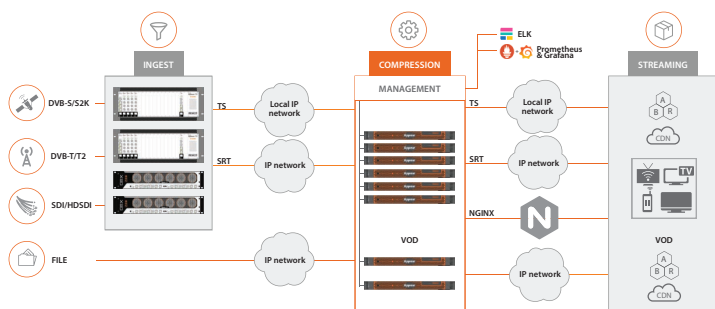 INGEST
COMPRESSION
STREAMING
MANAGEMENT
ELK
Prometheus
& Grafana
DVB-S/S2K
DVB-T/T2
SDI/HDSDI
FILE
TS
SRT
Local IP
network
IP network
IP network
VOD
TS
SRT
NGINX
N
Local IP
network
IP network
IP network
A
B R
CDN
TV
VOD
A
B R
CDN